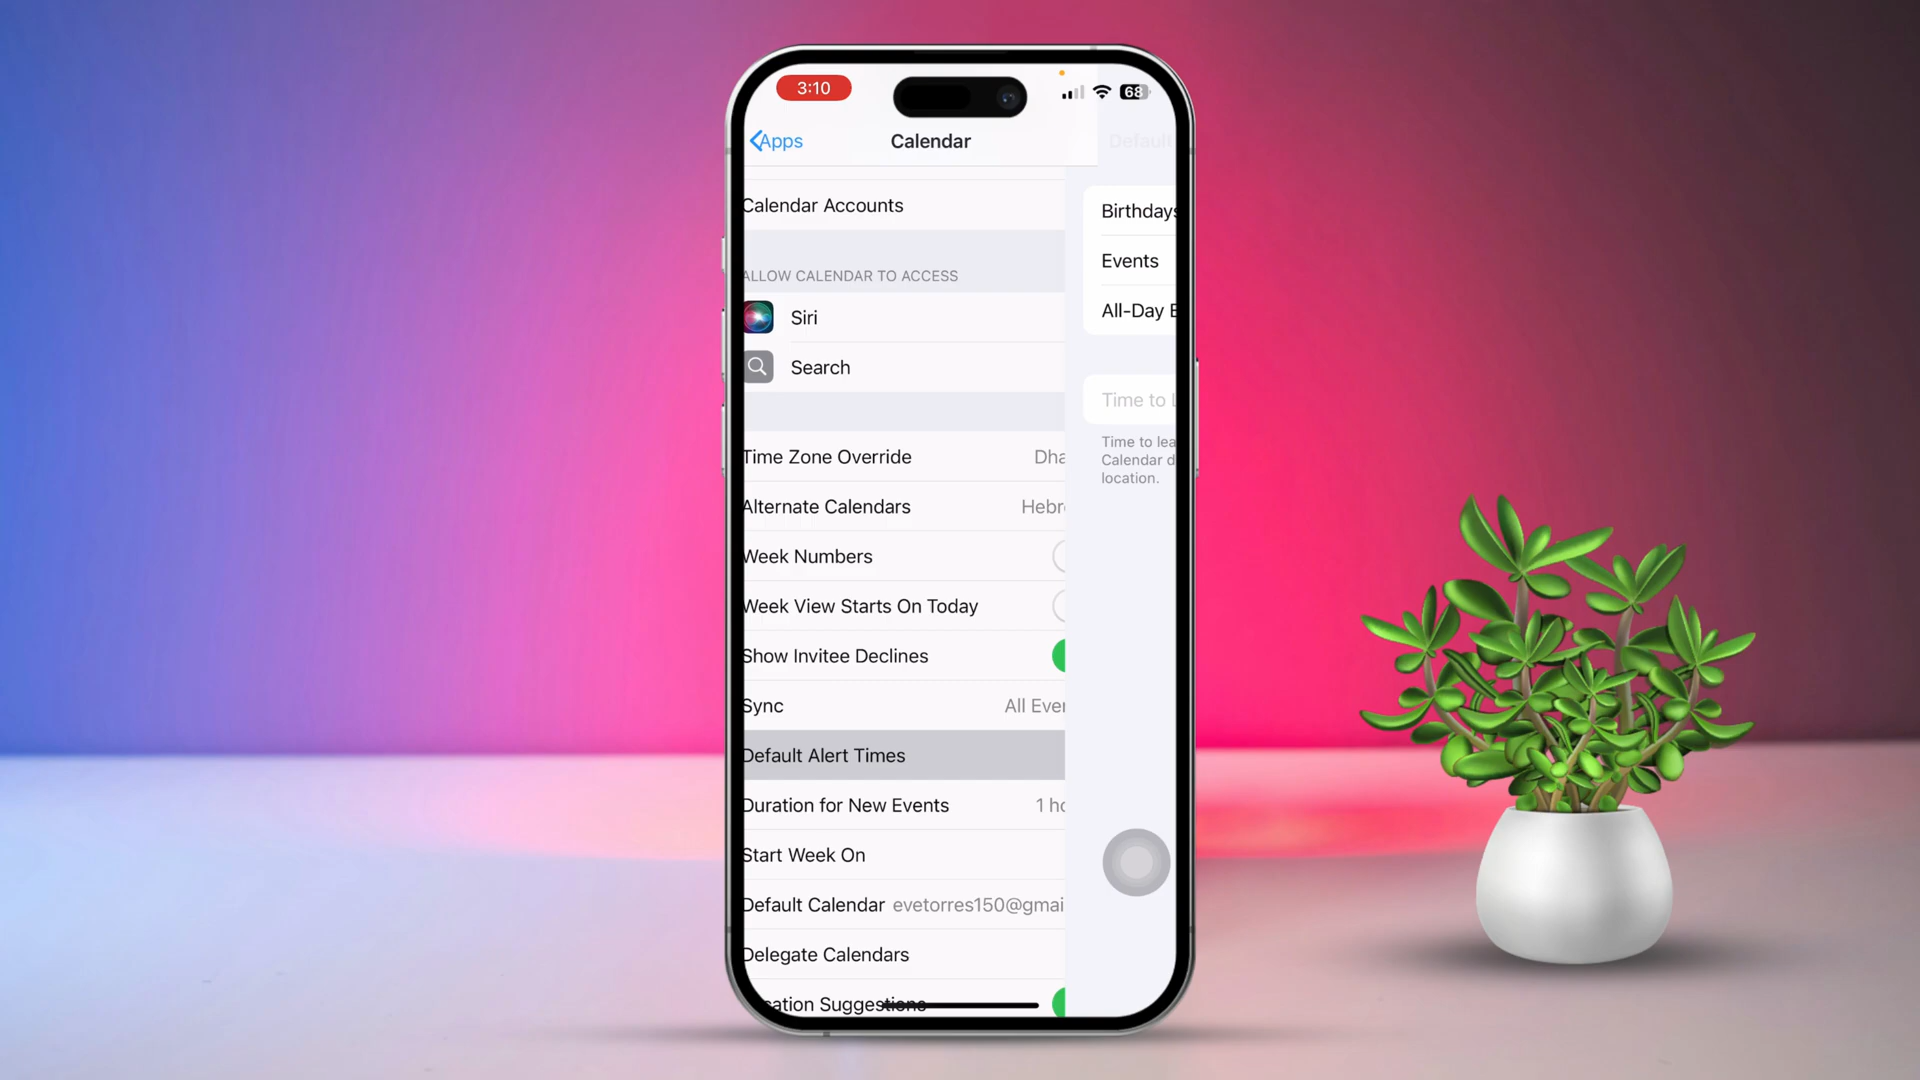 3:10
68
Apps
Calendar
Default
Calendar Accounts
ALLOW CALENDAR TO ACCESS
Siri
Search
Time Zone Override Dha
Alternate Calendars Hebr
Week Numbers
Week View Starts On Today
Show Invitee Declines
Sync All Even
Default Alert Times
Duration for New Events 1 ho
Start Week On
Default Calendar evetorres150@gmai
Delegate Calendars
ation Suggestions
Birthdays
Events
All-Day E
Time to L
Time to lea
Calendar d
location.